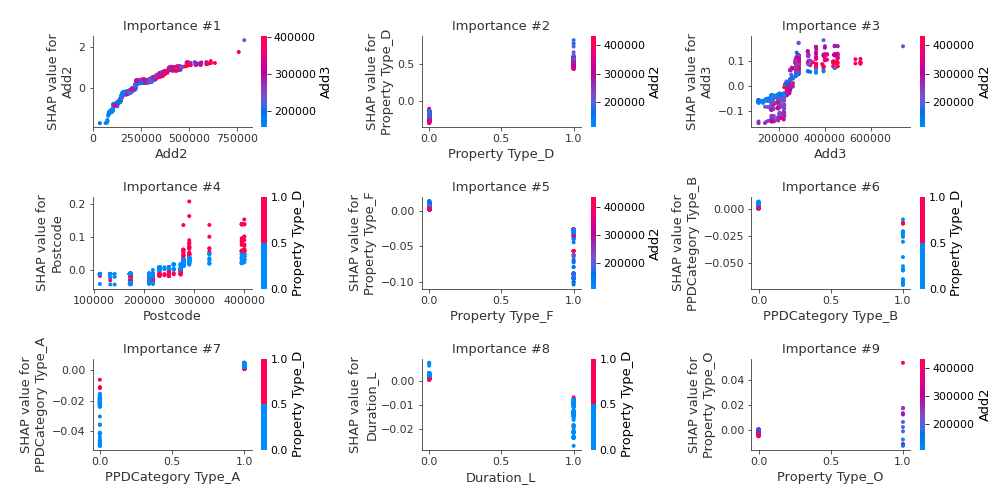 Importance #1
Importance #2
Importance #3
SHAP value for
Add2
2
0
0
250000
500000
750000
Add2
400000
300000
200000
Add3
SHAP value for
Property Type_D
0.5
0.0
0.0
0.5
1.0
Property Type_D
400000
300000
200000
Add2
SHAP value for
Add3
0.1
0.0
−0.1
200000
400000
600000
Add3
400000
300000
200000
Add2
Importance #4
Importance #5
Importance #6
SHAP value for
Postcode
0.2
0.1
0.0
100000
200000
300000
400000
Postcode
1.0
0.5
0.0
Property Type_D
SHAP value for
Property Type_F
0.00
−0.05
−0.10
0.0
0.5
1.0
Property Type_F
400000
300000
200000
Add2
SHAP value for
PPDCategory Type_B
0.000
−0.025
−0.050
0.0
0.5
1.0
PPDCategory Type_B
1.0
0.5
0.0
Property Type_D
Importance #7
Importance #8
Importance #9
SHAP value for
PPDCategory Type_A
0.00
−0.02
−0.04
0.0
0.5
1.0
PPDCategory Type_A
1.0
0.5
0.0
Property Type_D
SHAP value for
Duration_L
0.00
−0.01
−0.02
0.0
0.5
1.0
Duration_L
1.0
0.5
0.0
Property Type_D
SHAP value for
Property Type_O
0.04
0.02
0.00
0.0
0.5
1.0
Property Type_O
400000
300000
200000
Add2